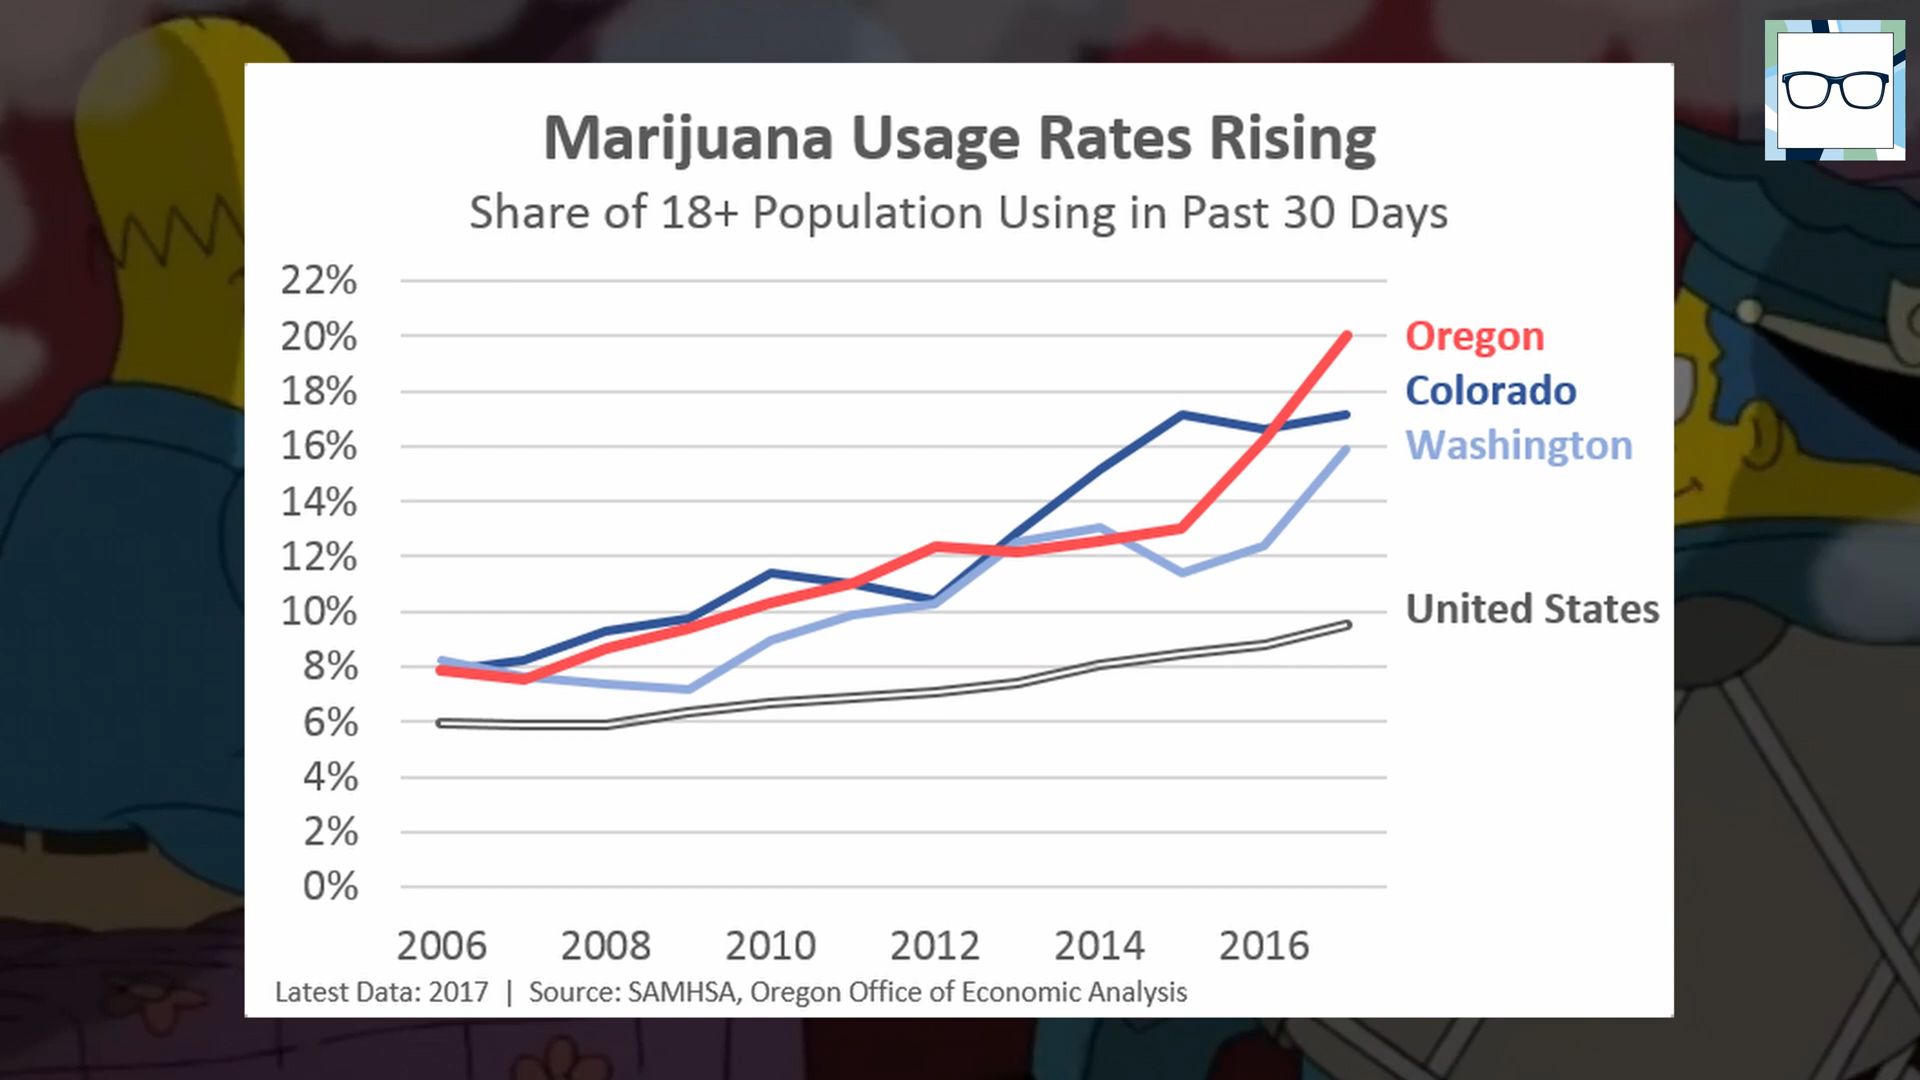 Marijuana Usage Rates Rising
Share of 18+ Population Using in Past 30 Days
22%
20%
18%
16%
14%
12%
10%
8%
6%
4%
2%
0%
Oregon
Colorado
Washington
United States
2006 2008 2010 2012 2014 2016
Latest Data: 2017 | Source: SAMHSA, Oregon Office of Economic Analysis